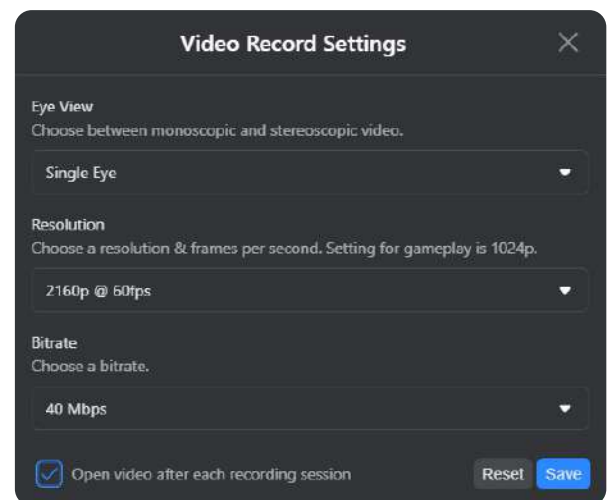 Video Record Settings
Eye View
Choose between monoscopic and stereoscopic video.
Single Eye
Resolution
Choose a resolution & frames per second. Setting for gameplay is 1024p.
2160p @ 60fps
Bitrate
Choose a bitrate.
40 Mbps
Open video after each recording session
Reset Save